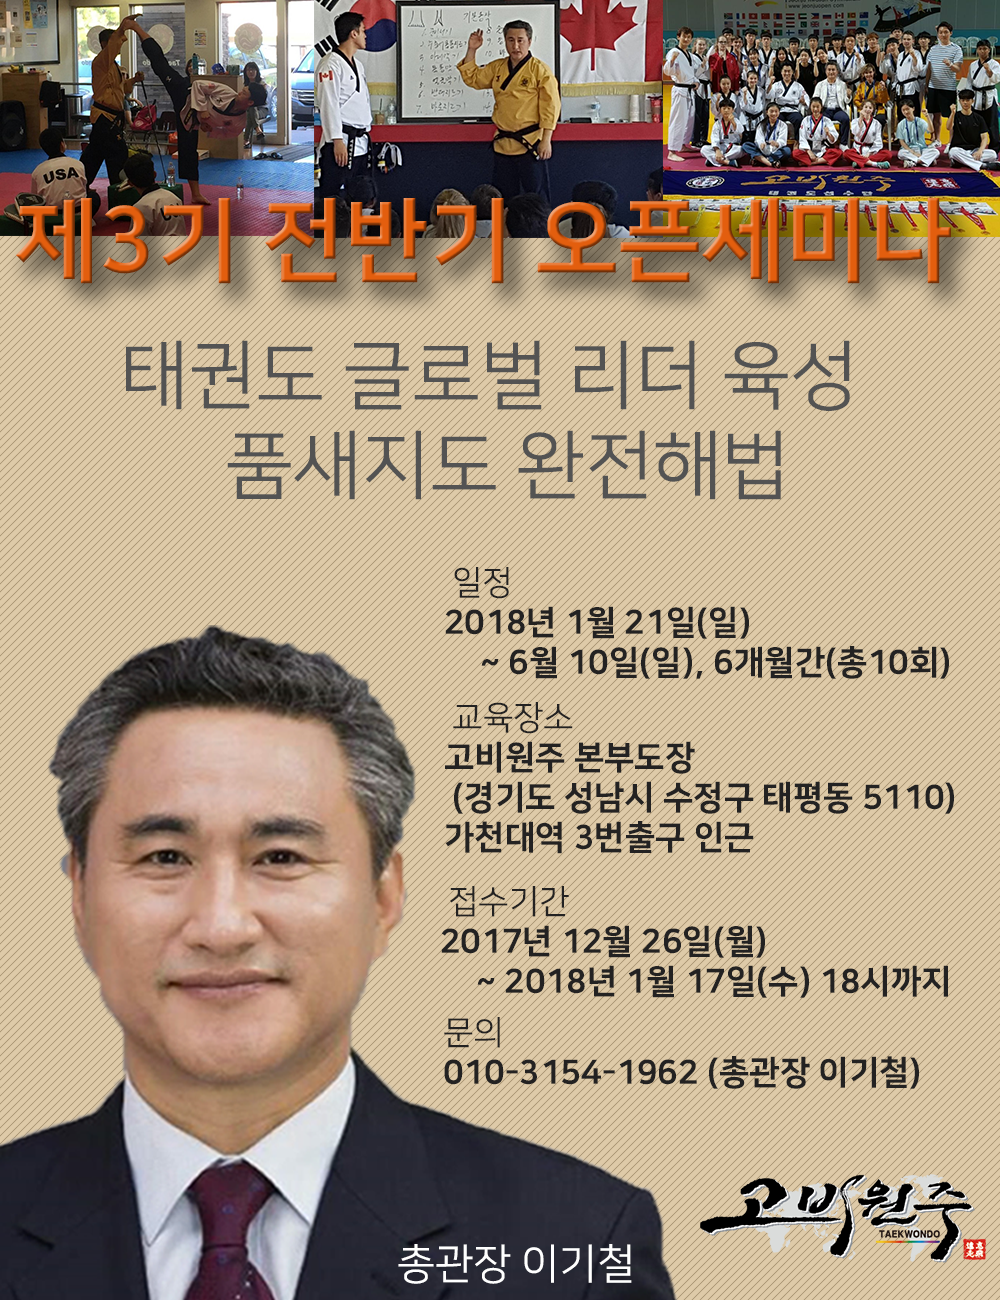 USA
기본동작
고비원주
제3기 전반기 오픈세미나
태권도 글로벌 리더 육성
품새지도 완전해법
일정
2018년 1월 21일(일)
~ 6월 10일(일), 6개월간(총10회)
교육장소
고비원주 본부도장
(경기도 성남시 수정구 태평동 5110)
가천대역 3번출구 인근
접수기간
2017년 12월 26일(월)
~ 2018년 1월 17일(수) 18시까지
문의
010-3154-1962 (총관장 이기철)
고비원주
TAEKWONDO
총관장 이기철